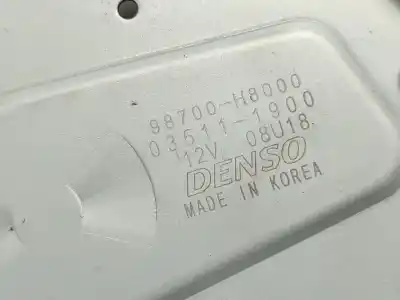 98700-H8000
03511-1900
12V 08U18
DENSO
MADE IN KOREA